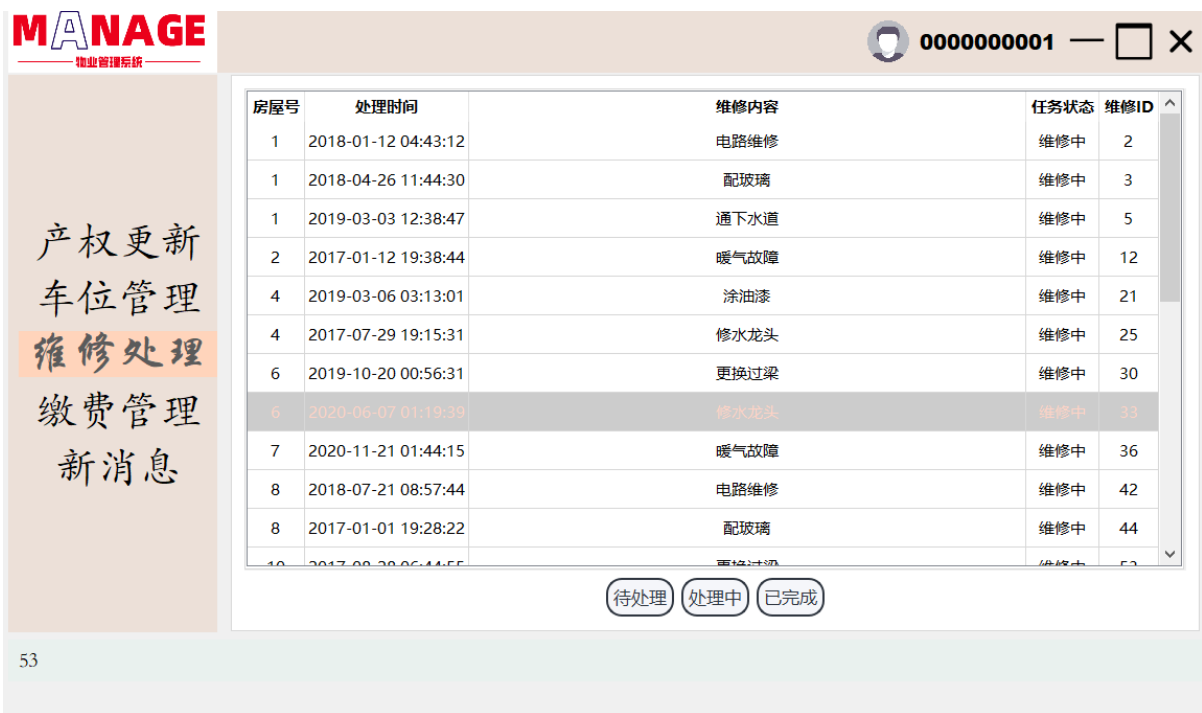 MANAGE
物业管理系统
0000000001
产权更新
车位管理
维修处理
缴费管理
新消息
房屋号 处理时间 维修内容 任务状态 维修ID
1 2018-01-12 04:43:12 电路维修 维修中 2
1 2018-04-26 11:44:30 配玻璃 维修中 3
1 2019-03-03 12:38:47 通下水道 维修中 5
2 2017-01-12 19:38:44 暖气故障 维修中 12
4 2019-03-06 03:13:01 涂油漆 维修中 21
4 2017-07-29 19:15:31 修水龙头 维修中 25
6 2019-10-20 00:56:31 更换过梁 维修中 30
6 2020-06-07 01:19:39 修水龙头 维修中 33
7 2020-11-21 01:44:15 暖气故障 维修中 36
8 2018-07-21 08:57:44 电路维修 维修中 42
8 2017-01-01 19:28:22 配玻璃 维修中 44
10 更换过梁 维修中
待处理 处理中 已完成
53